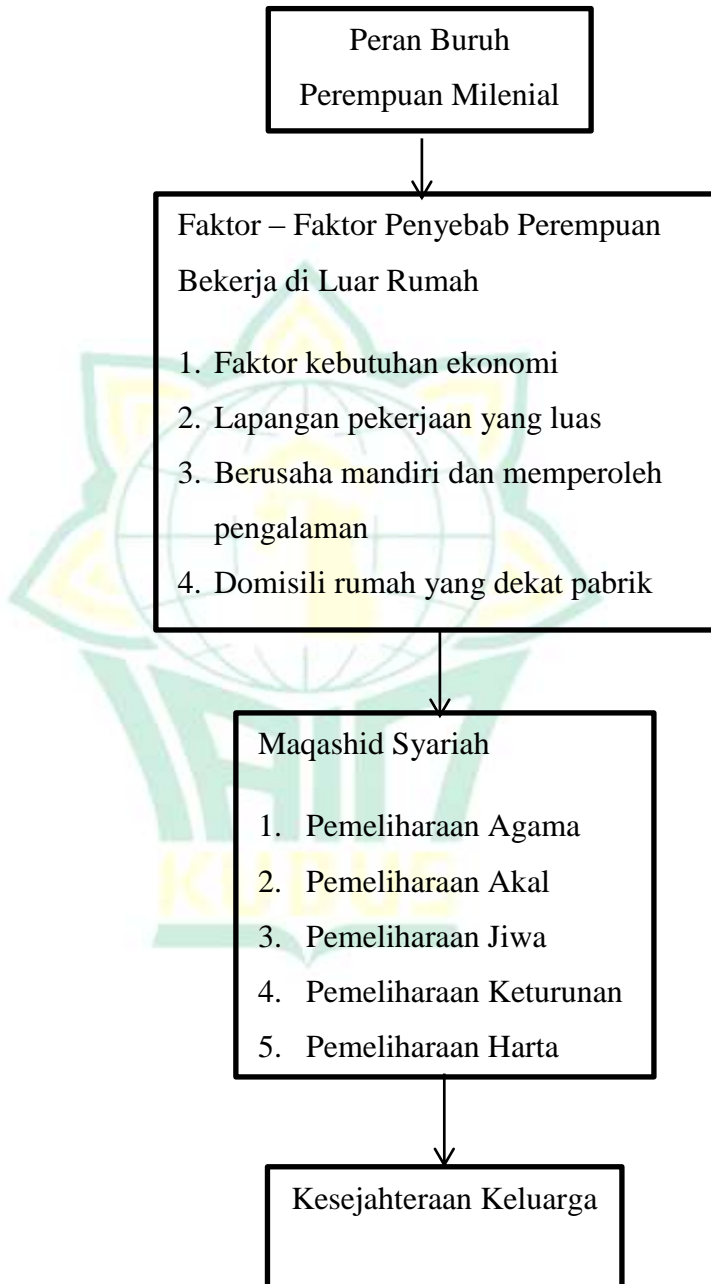 Peran Buruh
Perempuan Milenial
Faktor – Faktor Penyebab Perempuan
Bekerja di Luar Rumah
1. Faktor kebutuhan ekonomi
2. Lapangan pekerjaan yang luas
3. Berusaha mandiri dan memperoleh
pengalaman
4. Domisili rumah yang dekat pabrik
Maqashid Syariah
1. Pemeliharaan Agama
2. Pemeliharaan Akal
3. Pemeliharaan Jiwa
4. Pemeliharaan Keturunan
5. Pemeliharaan Harta
IAIN
KUDUS
Kesejahteraan Keluarga